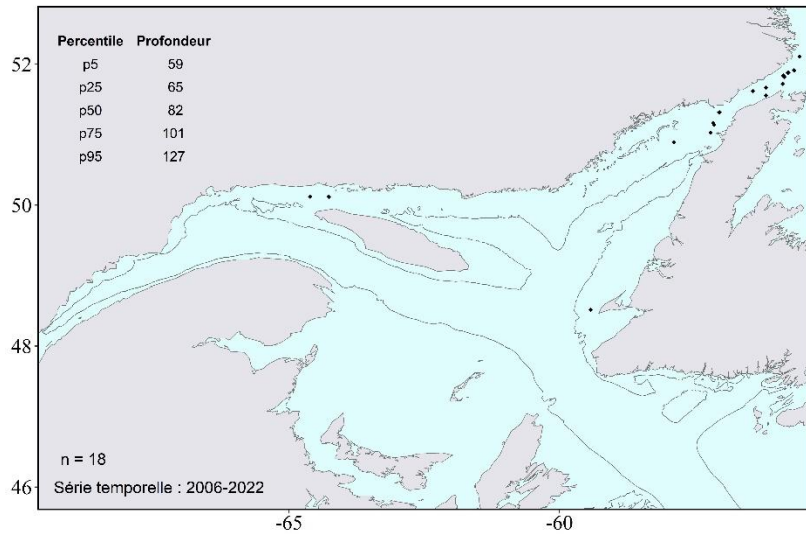 Percentile Profondeur
p5 59
p25 65
p50 82
p75 101
p95 127
52
50
48
46
n = 18
Série temporelle : 2006-2022
-65 -60